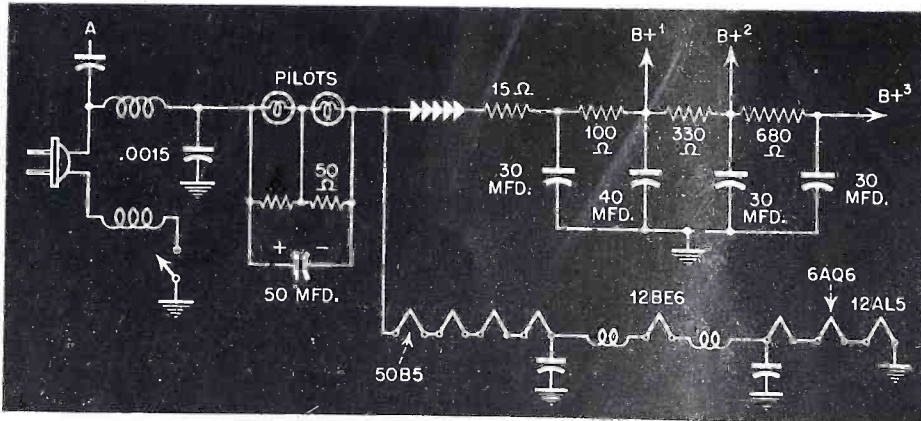 A
B+¹
B+²
PILOTS
15Ω
B+³
.0015
50
Ω
100
Ω
330
Ω
680
Ω
30
MFD.
40
MFD.
30
MFD.
30
MFD.
+ −
50 MFD.
12BE6
6AQ6
12AL5
50B5